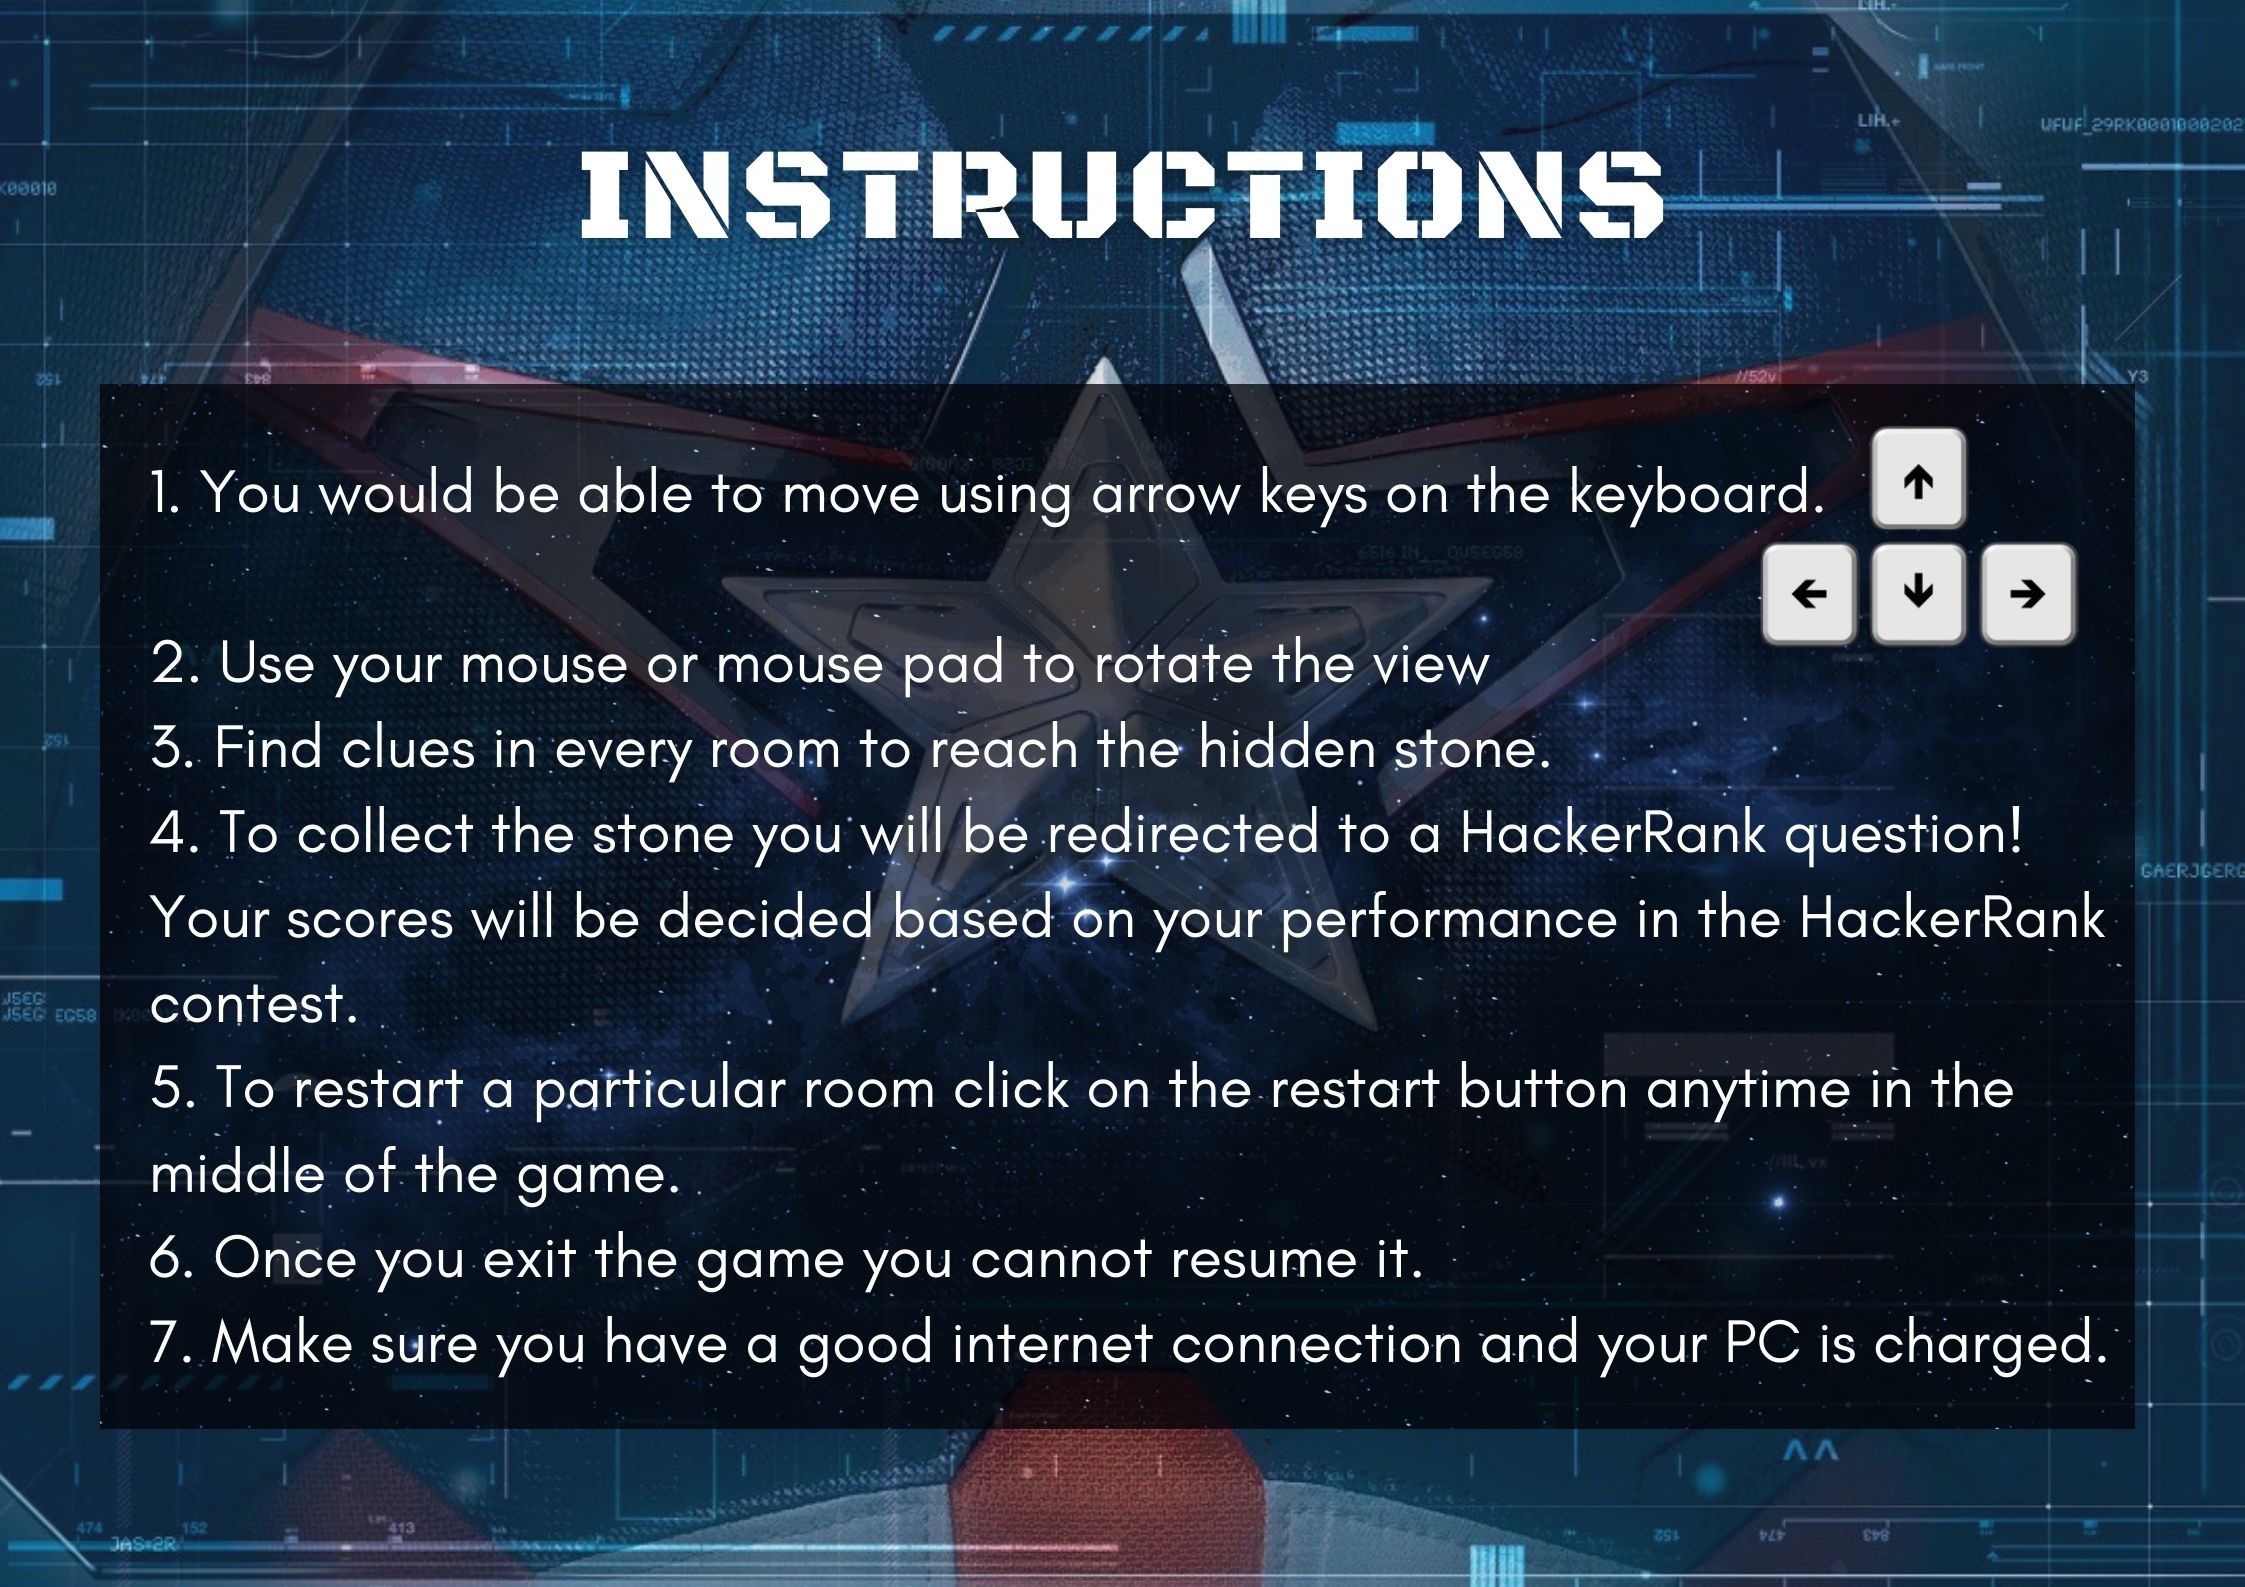 INSTRUCTIONS
1. You would be able to move using arrow keys on the keyboard.
2. Use your mouse or mouse pad to rotate the view
3. Find clues in every room to reach the hidden stone.
4. To collect the stone you will be redirected to a HackerRank question!
Your scores will be decided based on your performance in the HackerRank
contest.
5. To restart a particular room click on the restart button anytime in the
middle of the game.
6. Once you exit the game you cannot resume it.
7. Make sure you have a good internet connection and your PC is charged.